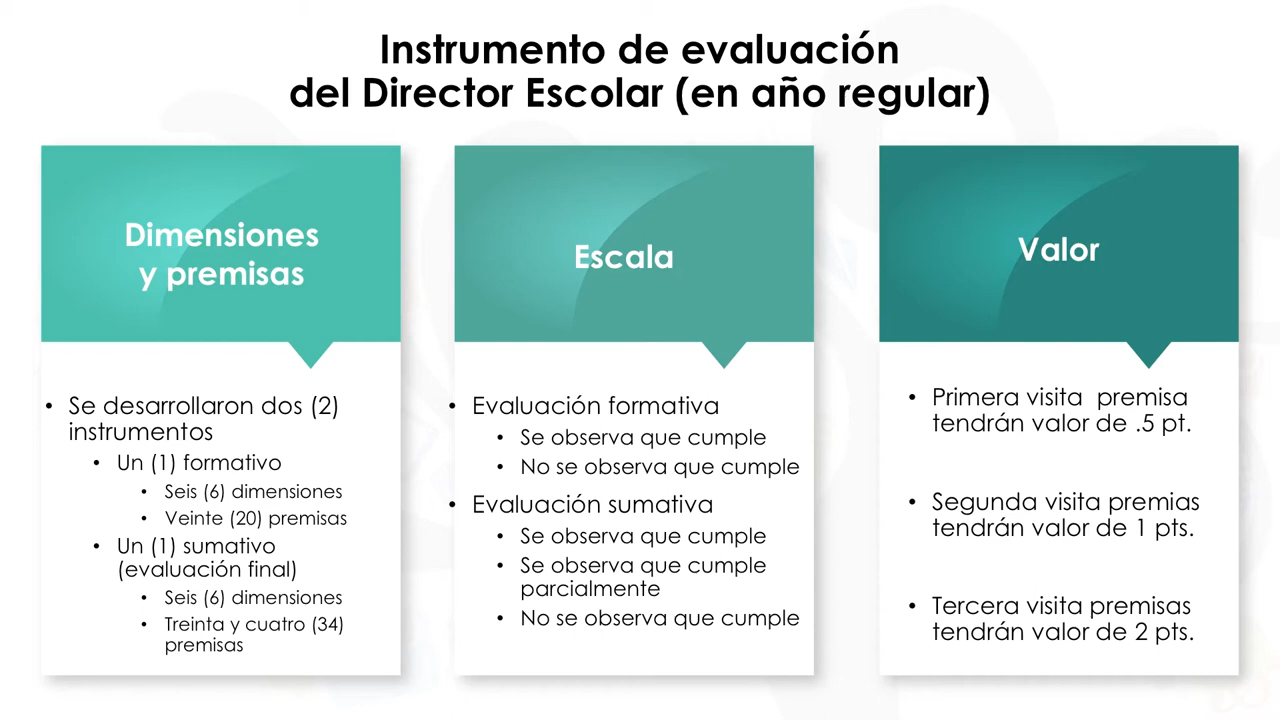 Instrumento de evaluación
del Director Escolar (en año regular)
Dimensiones
y premisas
• Se desarrollaron dos (2)
instrumentos
• Un (1) formativo
• Seis (6) dimensiones
• Veinte (20) premisas
• Un (1) sumativo
(evaluación final)
• Seis (6) dimensiones
• Treinta y cuatro (34)
premisas
Escala
• Evaluación formativa
• Se observa que cumple
• No se observa que cumple
• Evaluación sumativa
• Se observa que cumple
• Se observa que cumple
parcialmente
• No se observa que cumple
Valor
• Primera visita premisa
tendrán valor de .5 pt.
• Segunda visita premias
tendrán valor de 1 pts.
• Tercera visita premisas
tendrán valor de 2 pts.